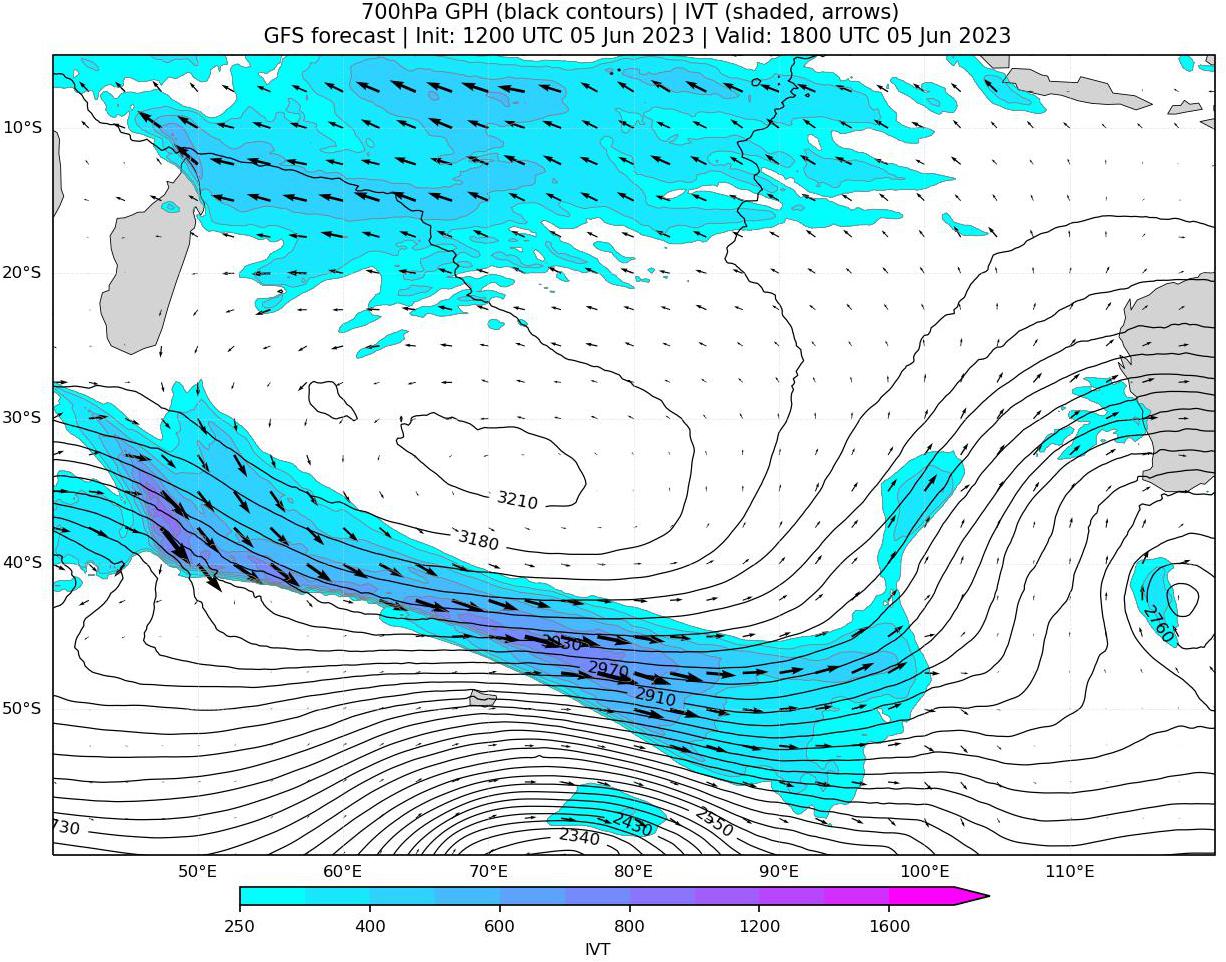 700hPa GPH (black contours) | IVT (shaded, arrows)
GFS forecast | Init: 1200 UTC 05 Jun 2023 | Valid: 1800 UTC 05 Jun 2023
10°S
20°S
30°S
3210
3180
40°S
2760
3030
2970
2910
50°S
2550
2430
730
2340
50°E
60°E
70°E
80°E
90°E
100°E
110°E
250
400
600
800
1200
1600
IVT